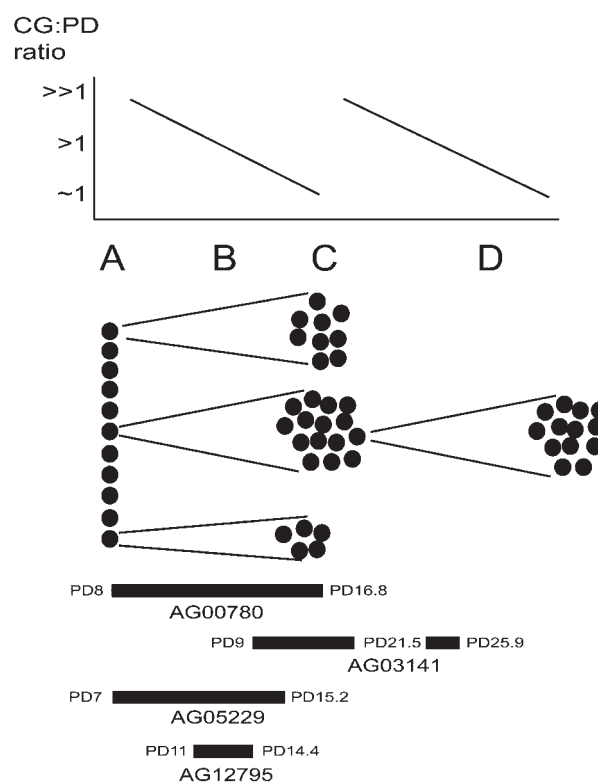 CG:PD
ratio
>>1
>1
~1
A B C D
PD8 PD16.8
AG00780
PD9 PD21.5 PD25.9
AG03141
PD7 PD15.2
AG05229
PD11 PD14.4
AG12795